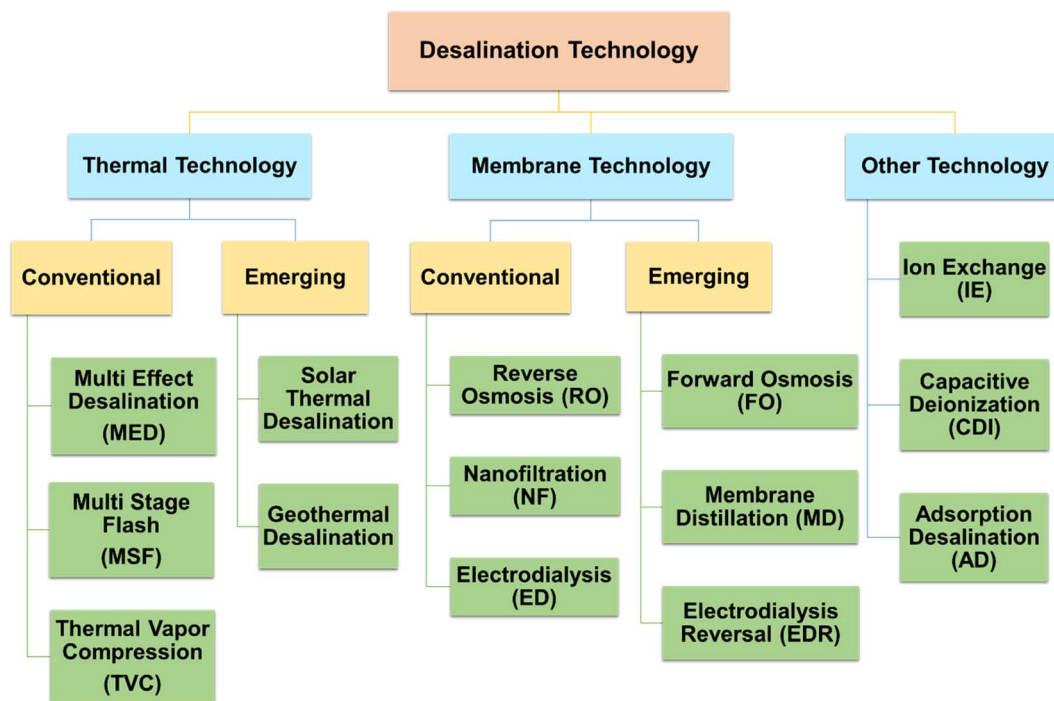 Desalination Technology
Thermal Technology
Membrane Technology
Other Technology
Conventional
Emerging
Conventional
Emerging
Multi Effect
Desalination
(MED)
Multi Stage
Flash
(MSF)
Thermal Vapor
Compression
(TVC)
Solar
Thermal
Desalination
Geothermal
Desalination
Reverse
Osmosis (RO)
Nanofiltration
(NF)
Electrodialysis
(ED)
Forward Osmosis
(FO)
Membrane
Distillation (MD)
Electrodialysis
Reversal (EDR)
Ion Exchange
(IE)
Capacitive
Deionization
(CDI)
Adsorption
Desalination
(AD)